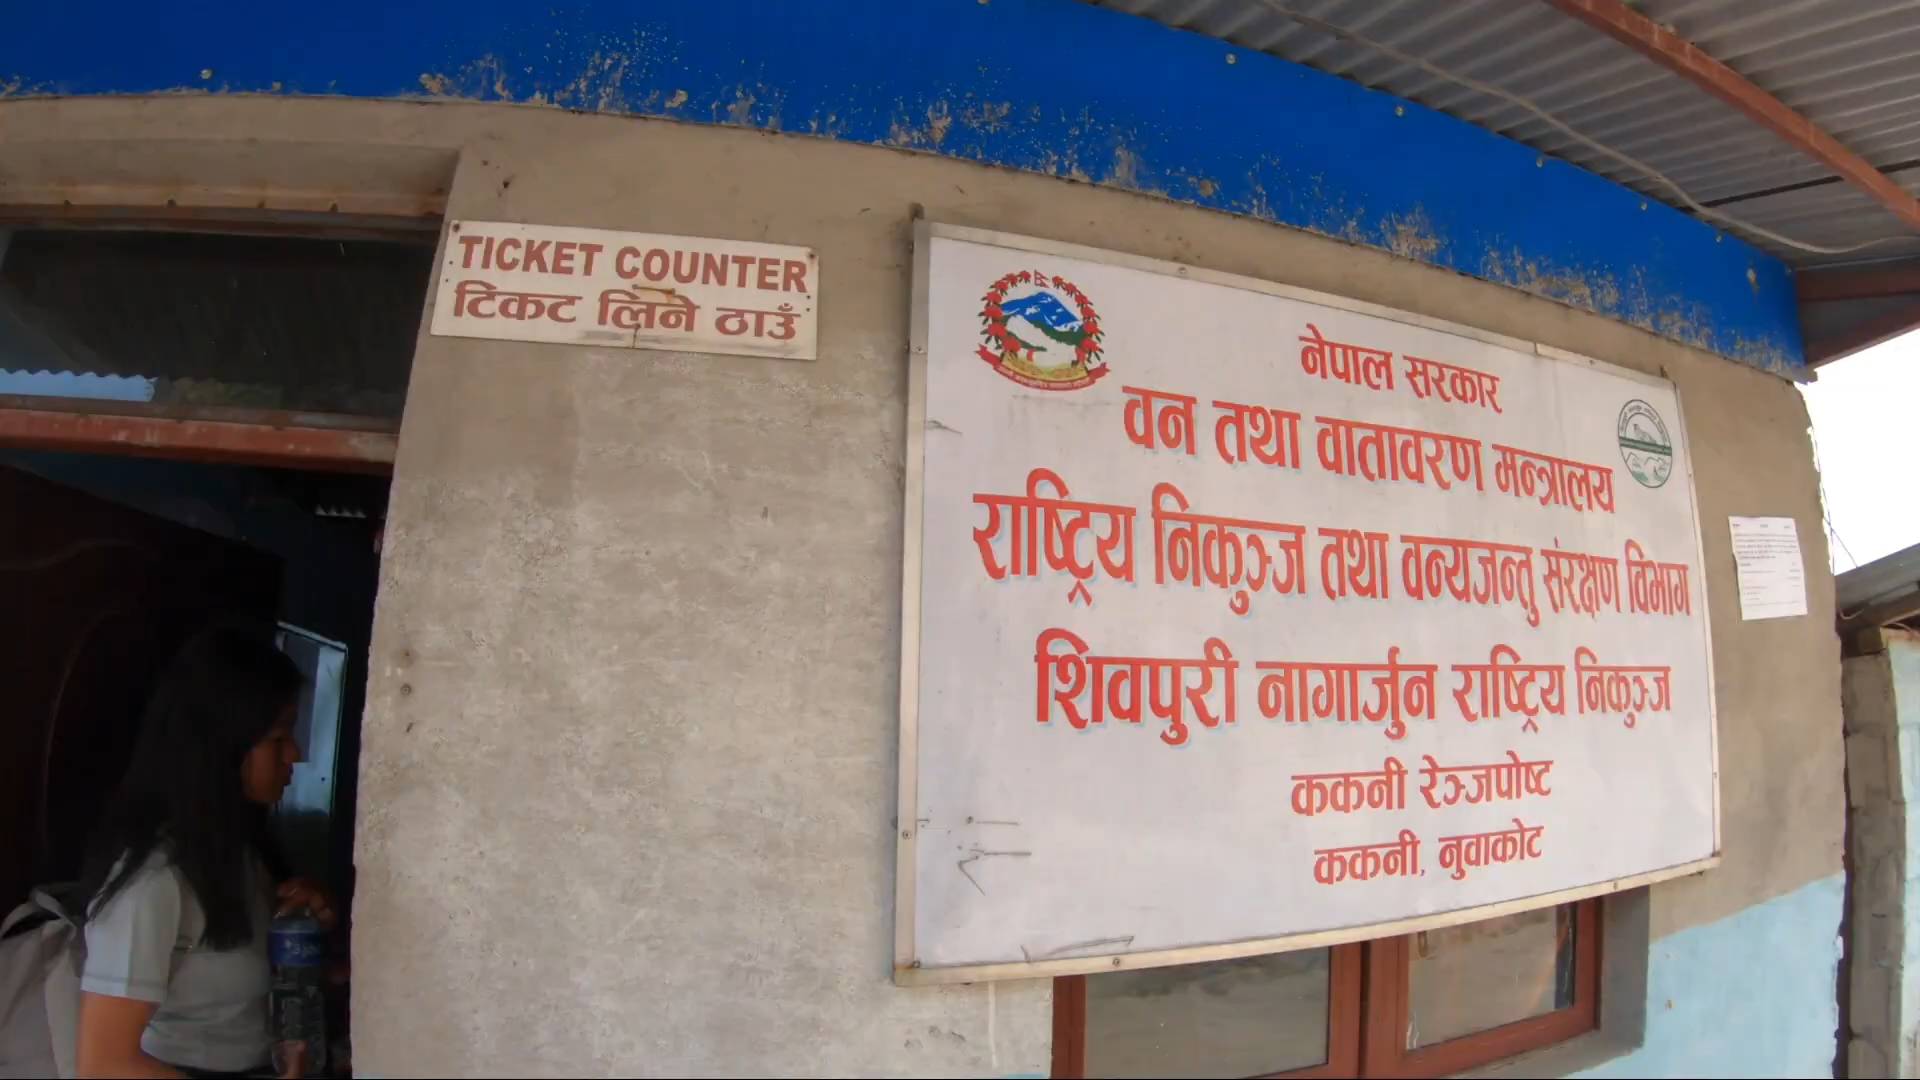 TICKET COUNTER
टिकट लिने ठाउँ
नेपाल सरकार
वन तथा वातावरण मन्त्रालय
राष्ट्रिय निकुञ्ज तथा वन्यजन्तु संरक्षण विभाग
शिवपुरी नागार्जुन राष्ट्रिय निकुञ्ज
ककनी रेञ्जपोष्ट
ककनी, नुवाकोट